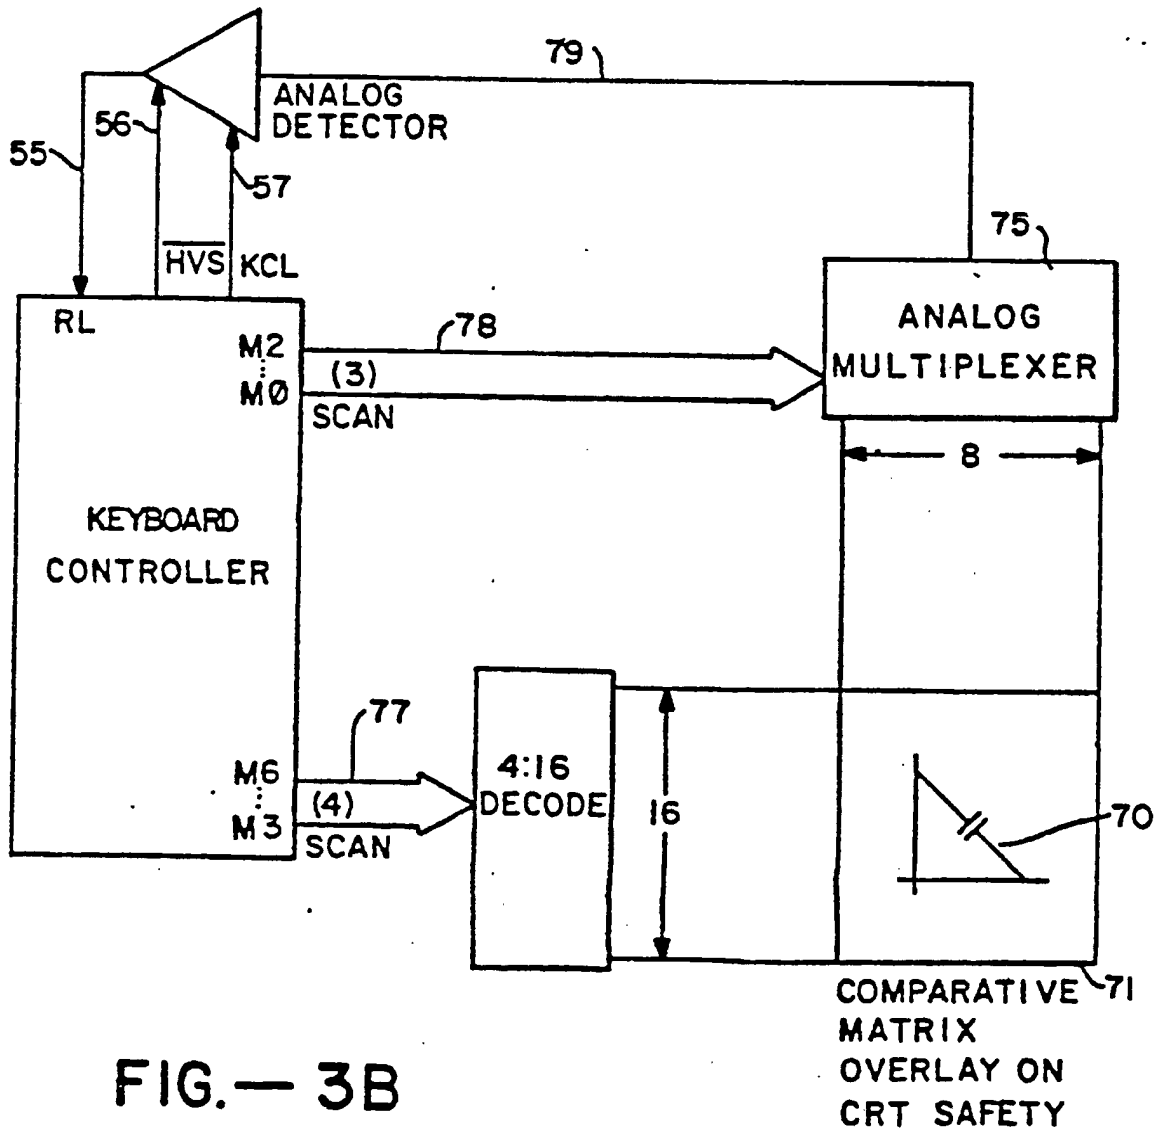 79
ANALOG
DETECTOR
56
55
57
HVS KCL
75
RL
78
ANALOG
MULTIPLEXER
M2
(3)
MØ
SCAN
8
KEYBOARD
CONTROLLER
77
M6
(4)
M3
SCAN
4:16
DECODE
16
70
71
COMPARATIVE
MATRIX
OVERLAY ON
CRT SAFETY
FIG.— 3B